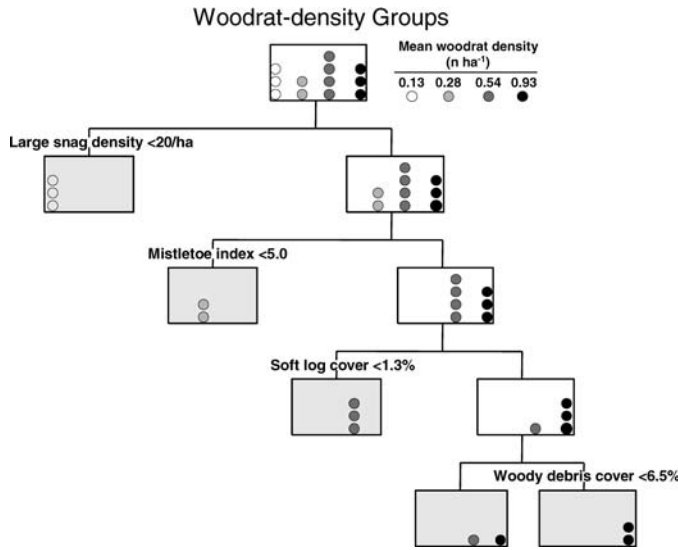 Woodrat-density Groups
Mean woodrat density
(n ha⁻¹)
0.13 0.28 0.54 0.93
Large snag density <20/ha
Mistletoe index <5.0
Soft log cover <1.3%
Woody debris cover <6.5%